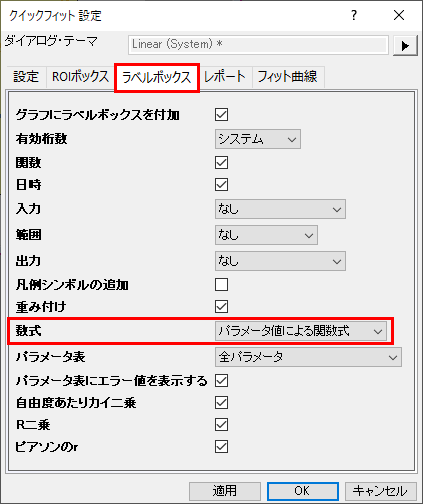 クイックフィット 設定
ダイアログ・テーマ Linear (System) *
設定 ROIボックス ラベルボックス レポート フィット曲線
グラフにラベルボックスを付加
有効桁数 システム
関数
日時
入力 なし
範囲 なし
出力 なし
凡例シンボルの追加
重み付け
数式 パラメータ値による関数式
パラメータ表 全パラメータ
パラメータ表にエラー値を表示する
自由度あたりカイ二乗
R二乗
ピアソンのr
適用 OK キャンセル